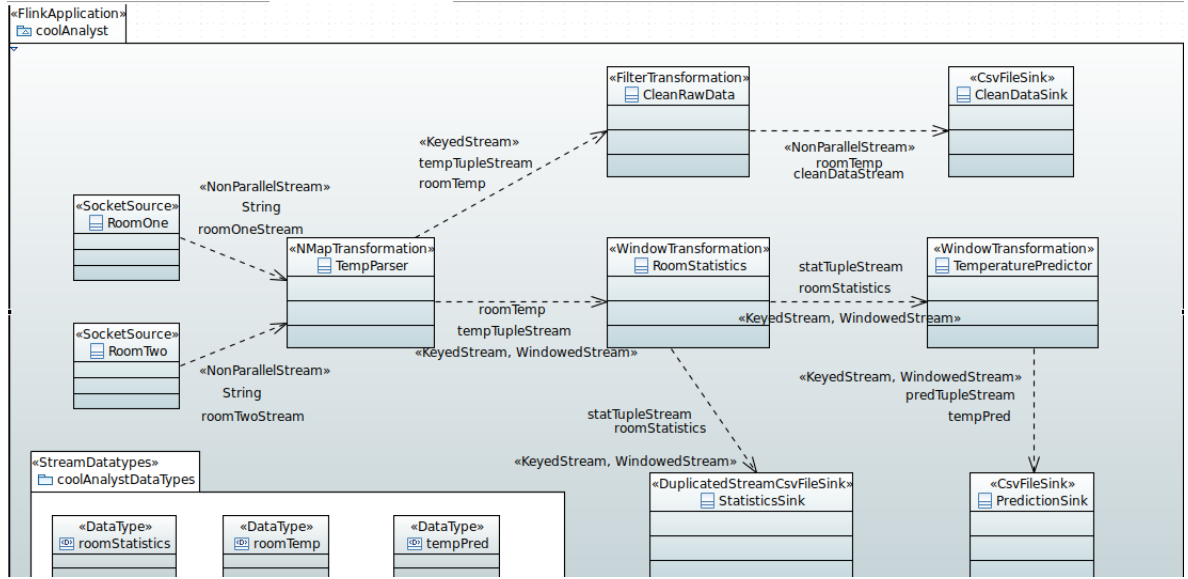 «FlinkApplication»
coolAnalyst
«FilterTransformation»
CleanRawData
«CsvFileSink»
CleanDataSink
«KeyedStream»
tempTupleStream
roomTemp
«NonParallelStream»
roomTemp
cleanDataStream
«NonParallelStream»
String
roomOneStream
«SocketSource»
RoomOne
«NMapTransformation»
TempParser
«WindowTransformation»
RoomStatistics
statTupleStream
roomStatistics
«KeyedStream, WindowedStream»
«WindowTransformation»
TemperaturePredictor
roomTemp
tempTupleStream
«KeyedStream, WindowedStream»
«SocketSource»
RoomTwo
«NonParallelStream»
String
roomTwoStream
«KeyedStream, WindowedStream»
predTupleStream
tempPred
statTupleStream
roomStatistics
«KeyedStream, WindowedStream»
«StreamDatatypes»
coolAnalystDataTypes
«DuplicatedStreamCsvFileSink»
StatisticsSink
«CsvFileSink»
PredictionSink
«DataType»
roomStatistics
«DataType»
roomTemp
«DataType»
tempPred